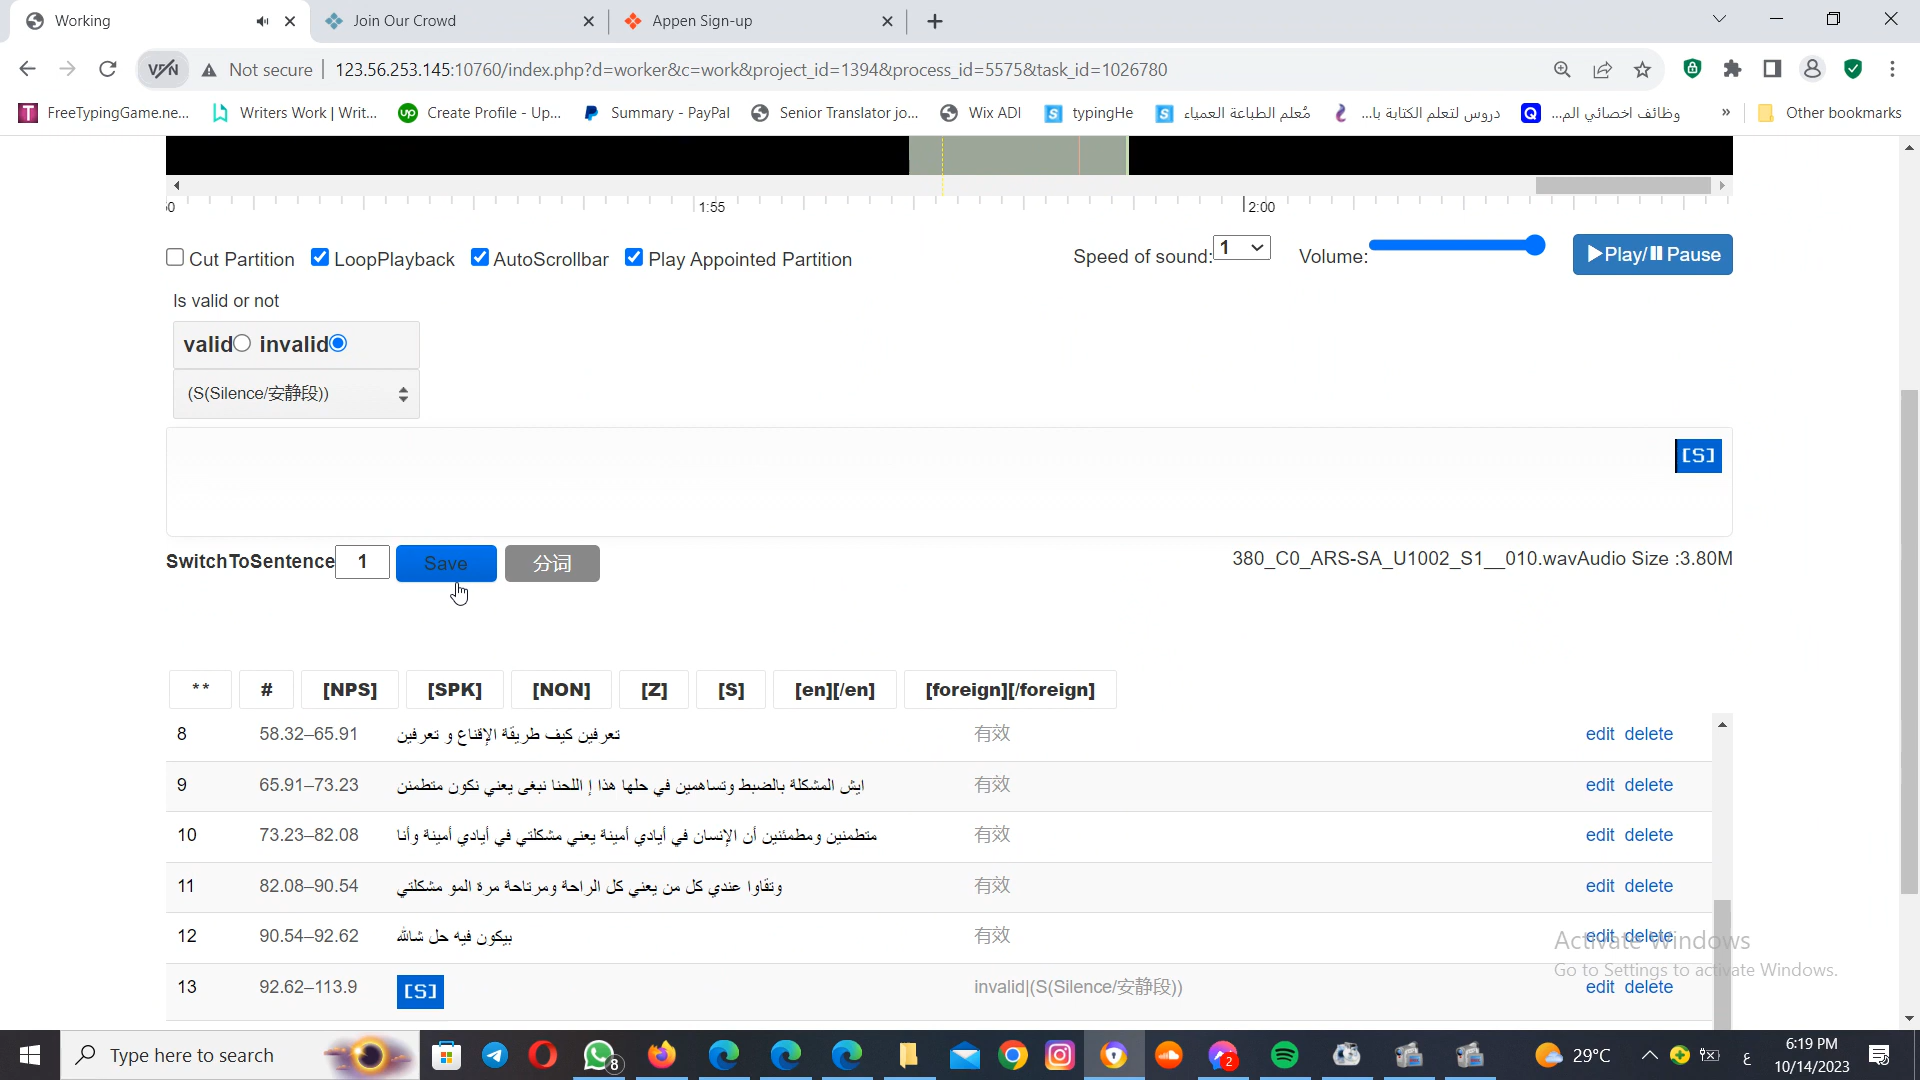 Working
Join Our Crowd
Appen Sign-up
VPN
Not secure
123.56.253.145:10760/index.php?d=worker&c=work&project_id=1394&process_id=5575&task_id=1026780
FreeTypingGame.ne...
Writers Work | Writ...
Create Profile - Up...
Summary - PayPal
Senior Translator jo...
Wix ADI
typingHe
مُعلم الطباعة العمياء
دروس لتعلم الكتابة با...
وظائف اخصائي الم...
»
Other bookmarks
1:55
2:00
Cut Partition
LoopPlayback
AutoScrollbar
Play Appointed Partition
Speed of sound: 1
Volume:
Play/ Pause
Is valid or not
valid invalid
(S(Silence/安静段))
[S]
SwitchToSentence 1 Save 分词
380_C0_ARS-SA_U1002_S1__010.wavAudio Size :3.80M
** # [NPS] [SPK] [NON] [Z] [S] [en][/en] [foreign][/foreign]
8 58.32–65.91 تعرفين كيف طريقة الإقناع و تعرفين 有效 edit delete
9 65.91–73.23 ايش المشكلة بالضبط وتساهمين في حلها هذا إ اللحنا نبغى يعني نكون متطمنن 有效 edit delete
10 73.23–82.08 متطمنين ومطمئنين أن الإنسان في أيادي أمينة يعني مشكلتي في أيادي أمينة وأنا 有效 edit delete
11 82.08–90.54 وتقاوا عندي كل من يعني كل الراحة ومرتاحة مرة المو مشكلتي 有效 edit delete
12 90.54–92.62 بيكون فيه حل شالله 有效 edit delete
13 92.62–113.9 [S] invalid|(S(Silence/安静段)) edit delete
Activate Windows
Go to Settings to activate Windows.
Type here to search
8
2
29°C
ع
6:19 PM
10/14/2023